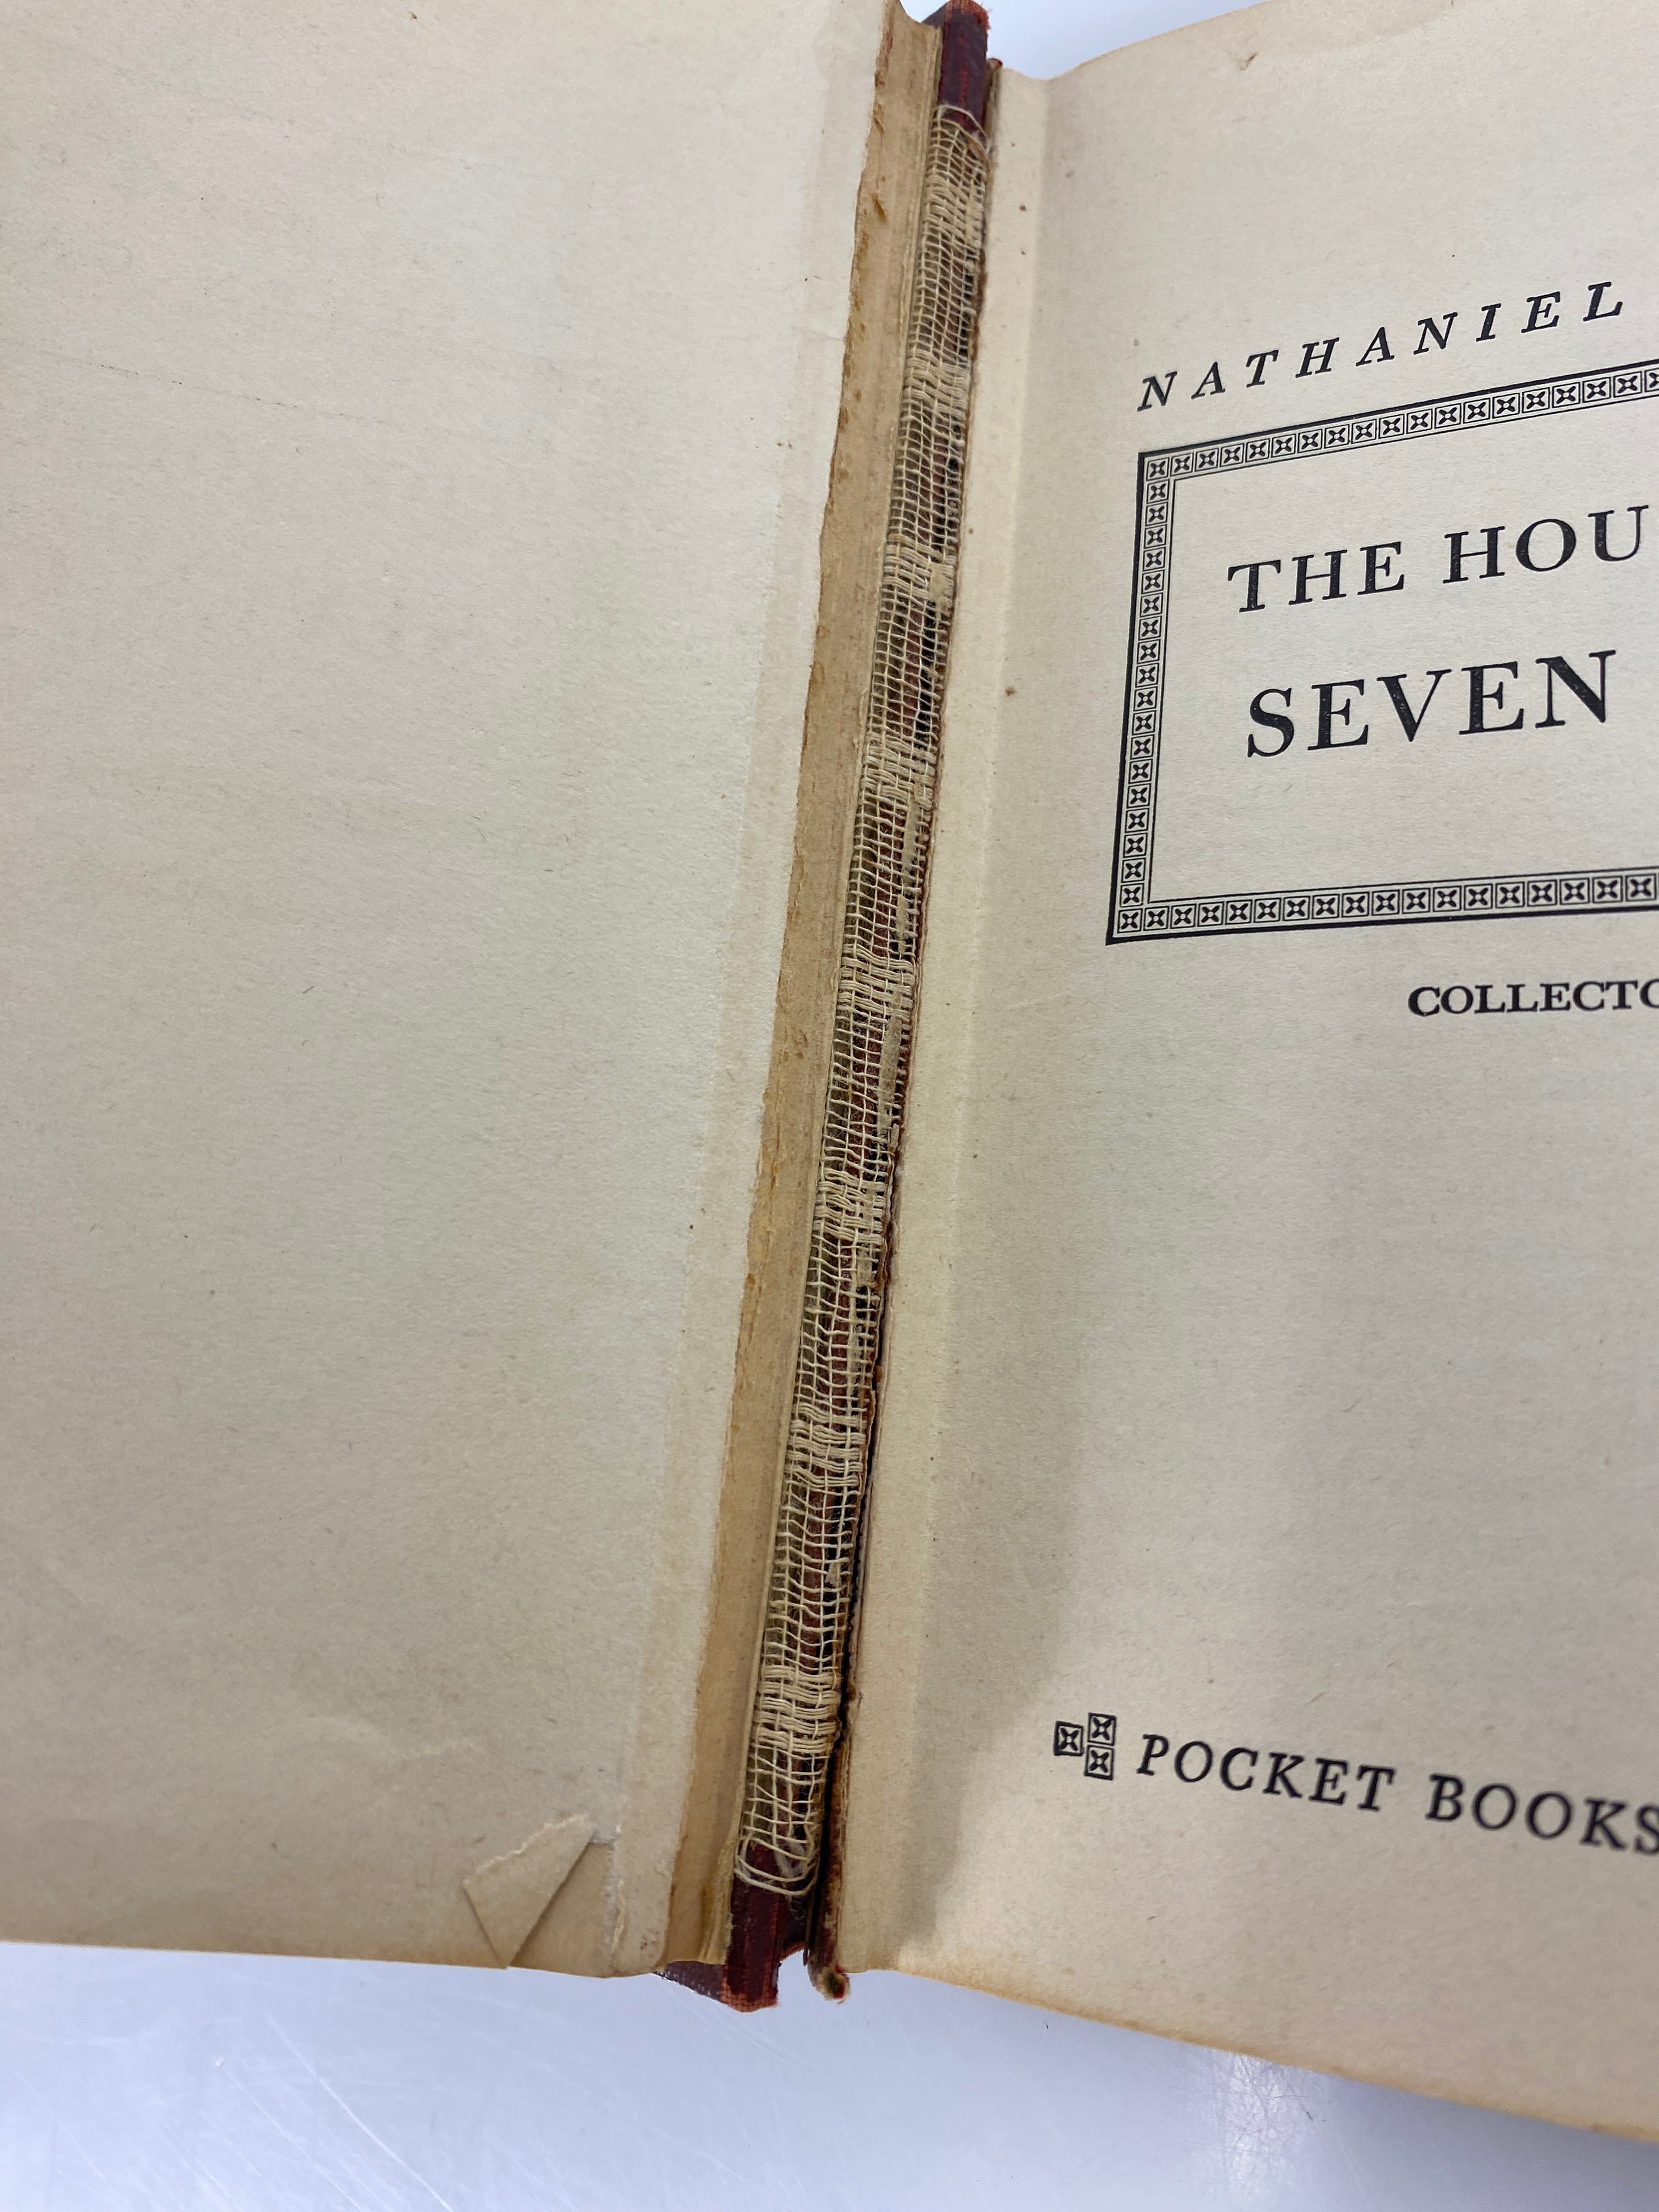 NATHANIEL
THE HOU
SEVEN
COLLECTO
POCKET BOOKS